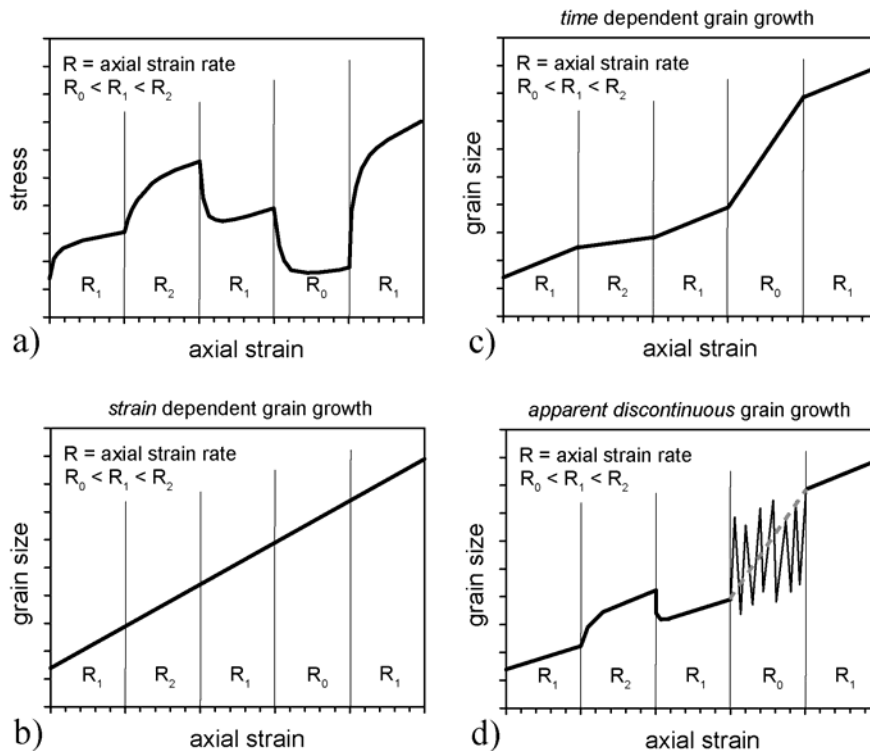 R = axial strain rate
R₀ < R₁ < R₂
stress
R₁ R₂ R₁ R₀ R₁
a)
axial strain
time dependent grain growth
R = axial strain rate
R₀ < R₁ < R₂
grain size
R₁ R₂ R₁ R₀ R₁
c)
axial strain
strain dependent grain growth
R = axial strain rate
R₀ < R₁ < R₂
grain size
R₁ R₂ R₁ R₀ R₁
b)
axial strain
apparent discontinuous grain growth
R = axial strain rate
R₀ < R₁ < R₂
grain size
R₁ R₂ R₁ R₀ R₁
d)
axial strain